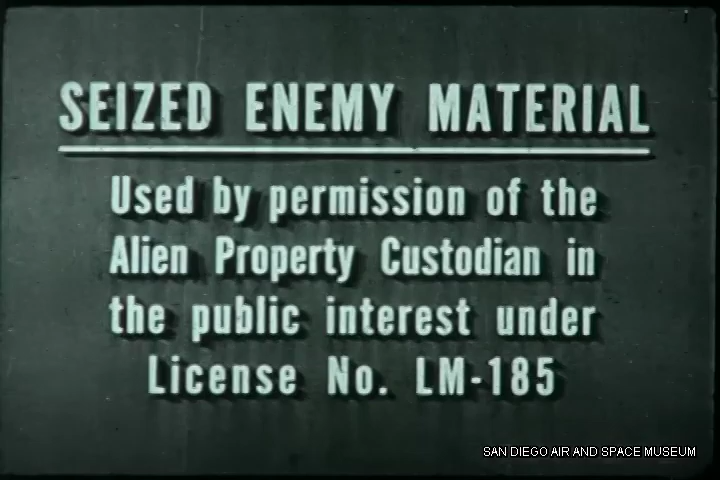 SEIZED ENEMY MATERIAL
Used by permission of the
Alien Property Custodian in
the public interest under
License No. LM-185
SAN DIEGO AIR AND SPACE MUSEUM